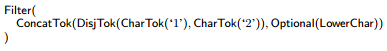 Filter(
ConcatTok(DisjTok(CharTok(‘1’), CharTok(‘2’)), Optional(LowerChar))
)